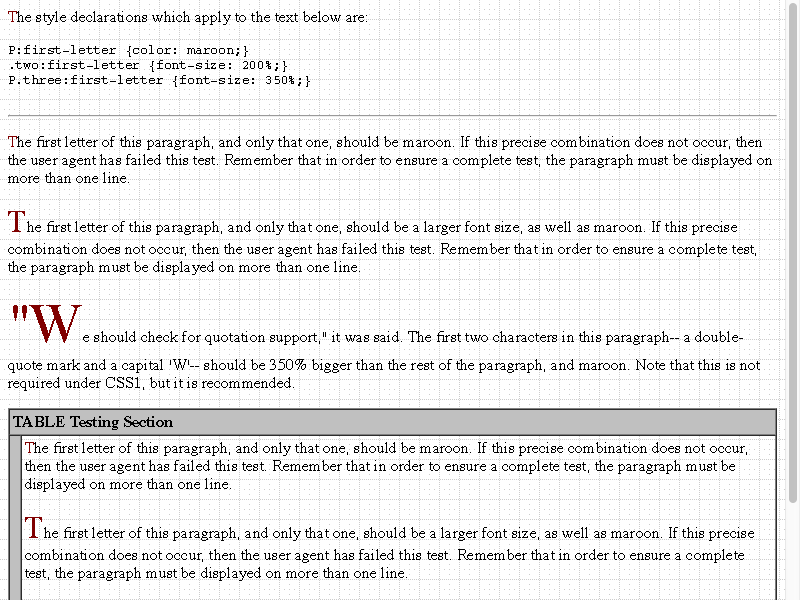 The style declarations which apply to the text below are:
P:first-letter {color: maroon;}
.two:first-letter {font-size: 200%;}
P.three:first-letter {font-size: 350%;}
The first letter of this paragraph, and only that one, should be maroon. If this precise combination does not occur, then
the user agent has failed this test. Remember that in order to ensure a complete test, the paragraph must be displayed on
more than one line.
The first letter of this paragraph, and only that one, should be a larger font size, as well as maroon. If this precise
combination does not occur, then the user agent has failed this test. Remember that in order to ensure a complete test,
the paragraph must be displayed on more than one line.
"We should check for quotation support," it was said. The first two characters in this paragraph-- a double-
quote mark and a capital 'W'-- should be 350% bigger than the rest of the paragraph, and maroon. Note that this is not
required under CSS1, but it is recommended.
TABLE Testing Section
The first letter of this paragraph, and only that one, should be maroon. If this precise combination does not occur,
then the user agent has failed this test. Remember that in order to ensure a complete test, the paragraph must be
displayed on more than one line.
The first letter of this paragraph, and only that one, should be a larger font size, as well as maroon. If this precise
combination does not occur, then the user agent has failed this test. Remember that in order to ensure a complete
test, the paragraph must be displayed on more than one line.